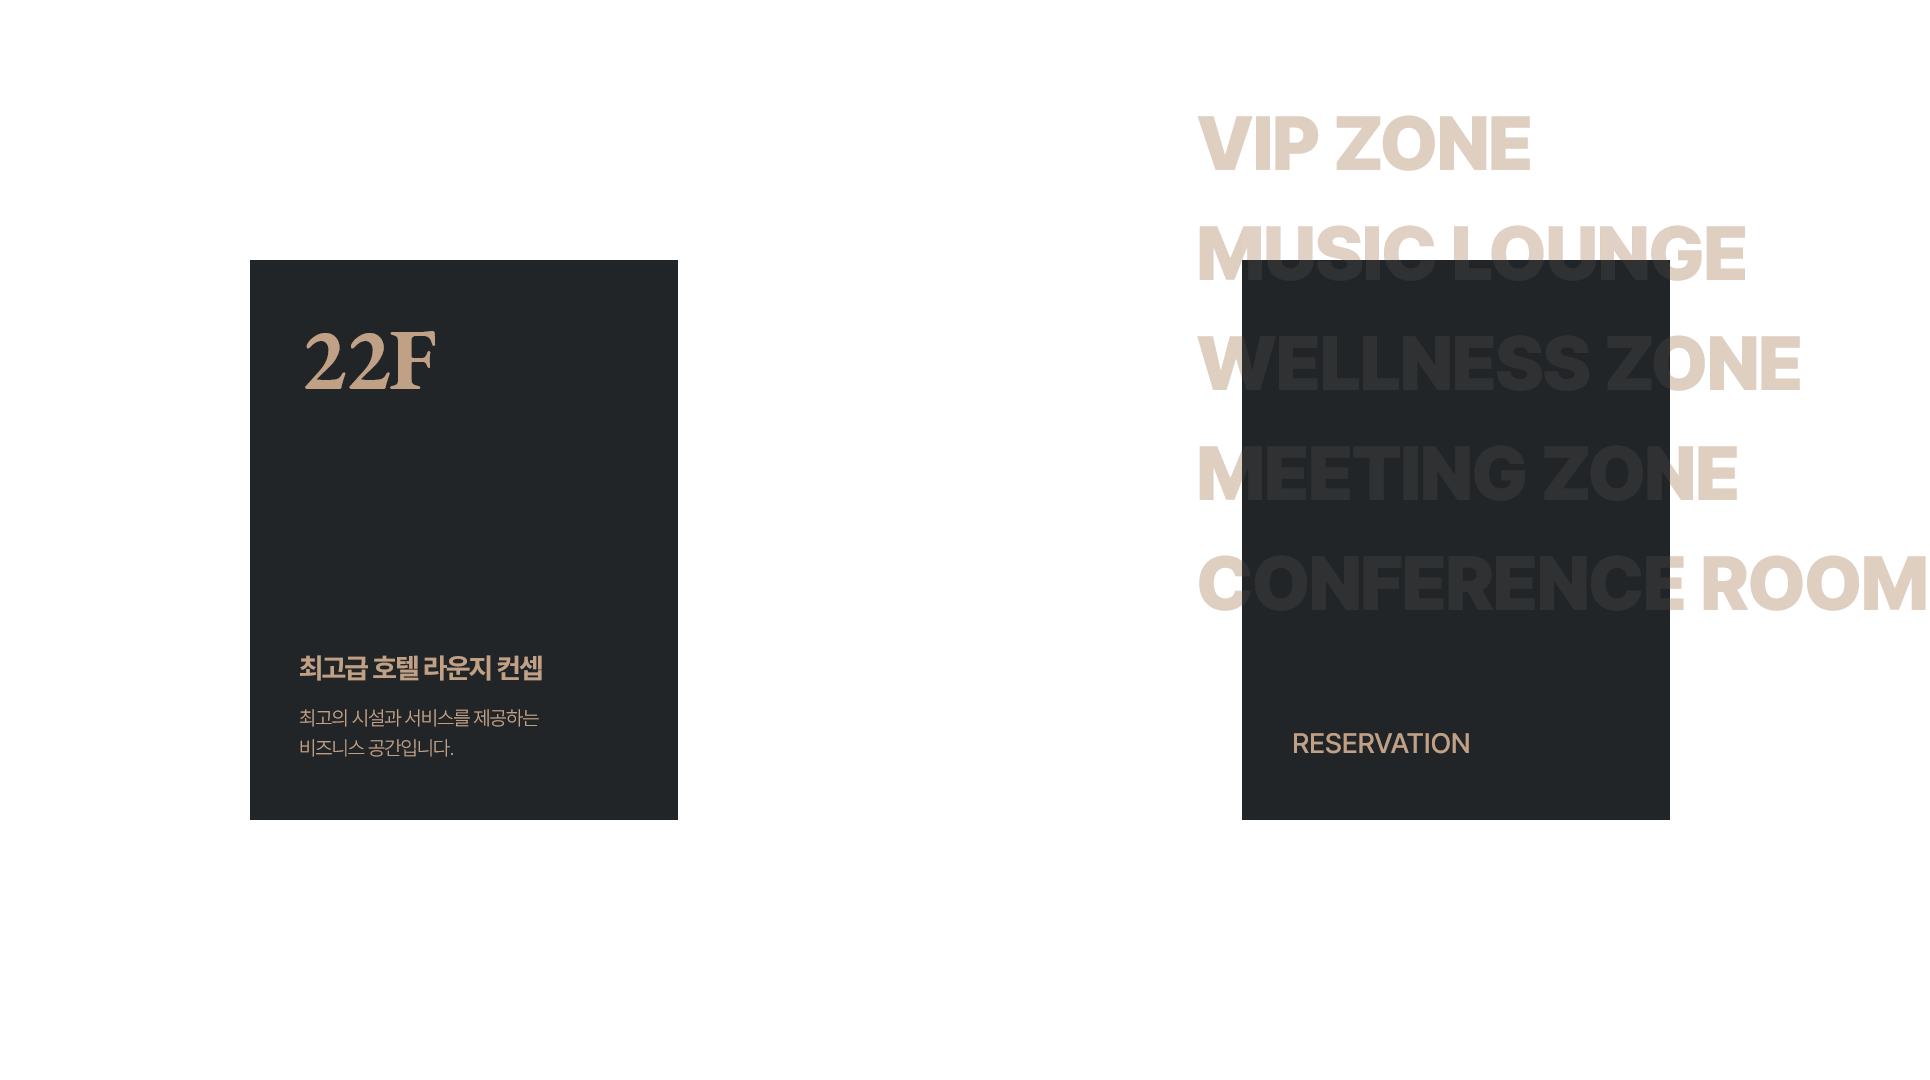 22F
최고급 호텔 라운지 컨셉
최고의 시설과 서비스를 제공하는
비즈니스 공간입니다.
VIP ZONE
MUSIC LOUNGE
WELLNESS ZONE
MEETING ZONE
CONFERENCE ROOM
RESERVATION